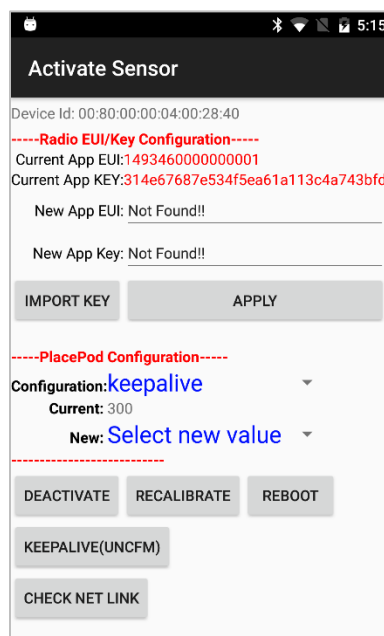 5:15
Activate Sensor
Device Id: 00:80:00:00:04:00:28:40
-----Radio EUI/Key Configuration-----
Current App EUI:1493460000000001
Current App KEY:314e67687e534f5ea61a113c4a743bfd
New App EUI: Not Found!!
New App Key: Not Found!!
IMPORT KEY APPLY
-----PlacePod Configuration-----
Configuration:keepalive
Current: 300
New: Select new value
--------------------------
DEACTIVATE RECALIBRATE REBOOT
KEEPALIVE(UNCFM)
CHECK NET LINK